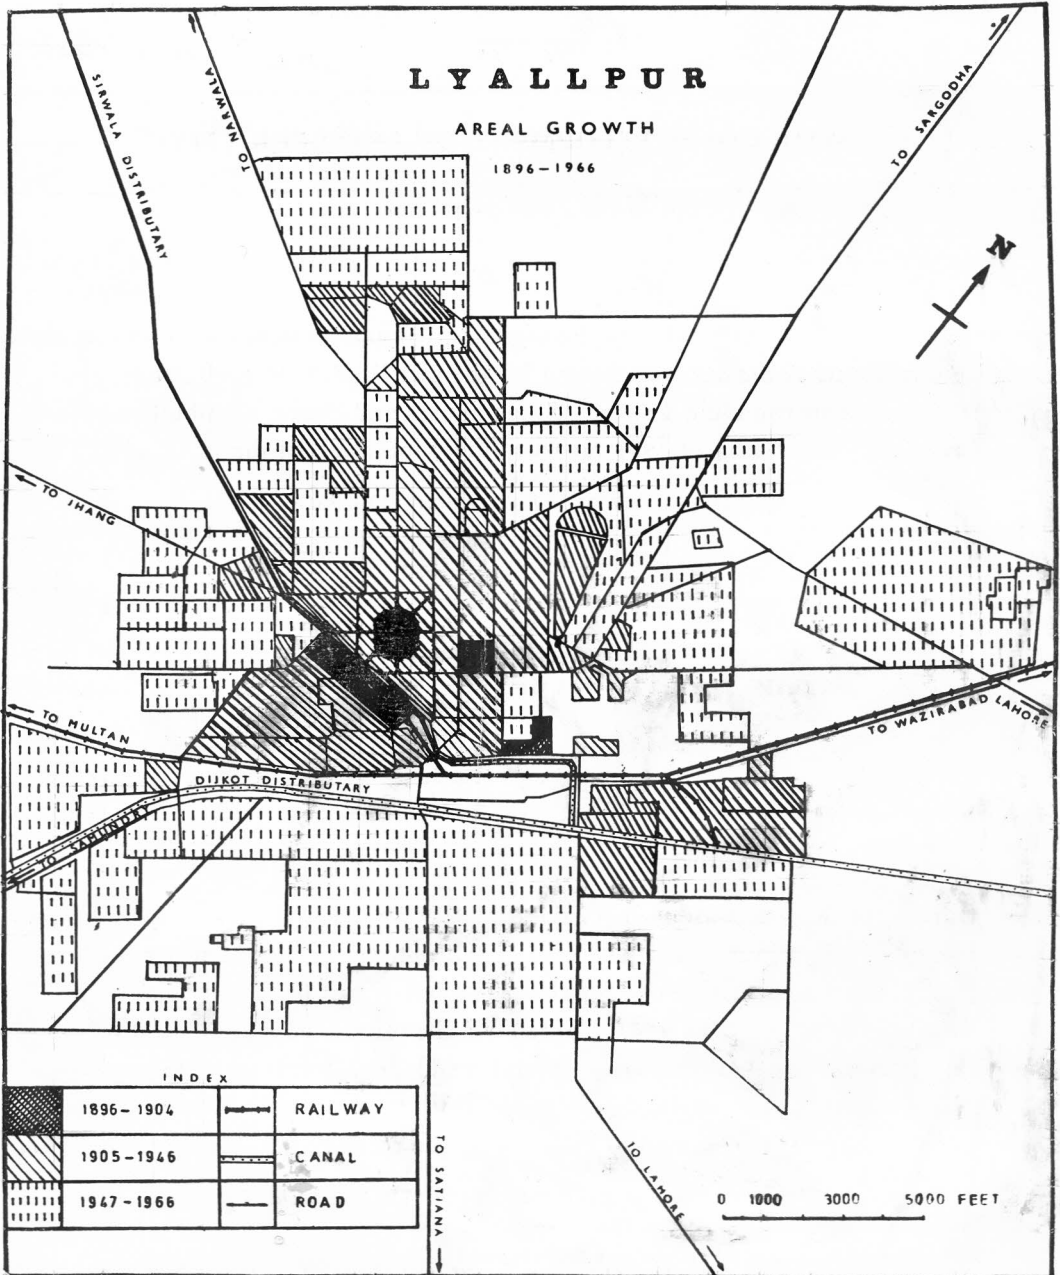 LYALLPUR
AREAL GROWTH
1896-1966
SIRWALA DISTRIBUTARY
TO NARWALA
TO SARGODHA
N
TO JHANG
TO MULTAN
TO WAZIRABAD
LAHORE
DIJKOT DISTRIBUTARY
TO SAMUNDRY
INDEX
1896-1904 RAILWAY
1905-1946 CANAL
1947-1966 ROAD
TO SATIANA
TO LAHORE
0 1000 3000 5000 FEET